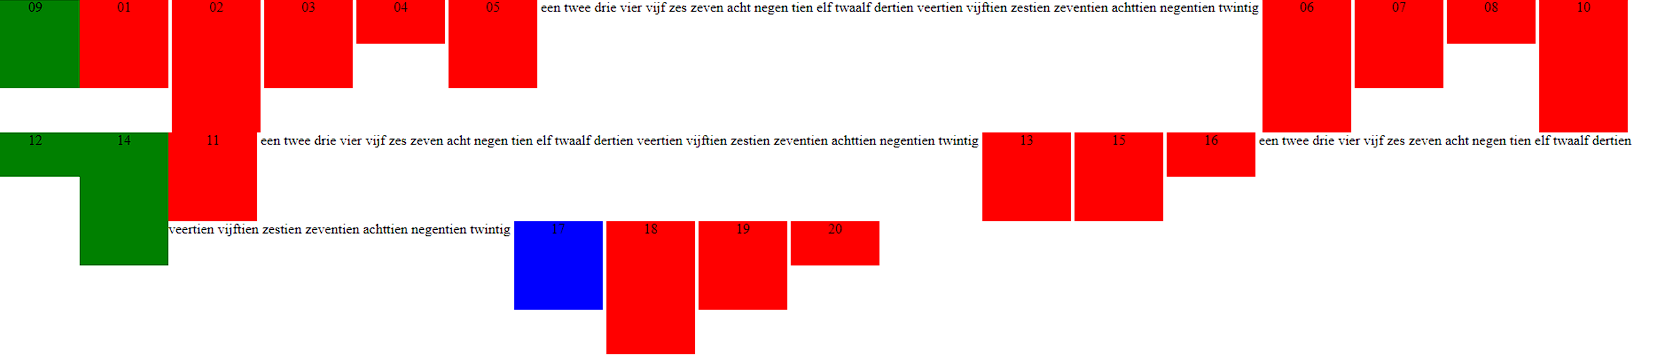 09 01 02 03 04 05 een twee drie vier vijf zes zeven acht negen tien elf twaalf dertien veertien vijftien zestien zeventien achttien negentien twintig 06 07 08 10
12 14 11 een twee drie vier vijf zes zeven acht negen tien elf twaalf dertien veertien vijftien zestien zeventien achttien negentien twintig 13 15 16 een twee drie vier vijf zes zeven acht negen tien elf twaalf dertien
veertien vijftien zestien zeventien achttien negentien twintig 17 18 19 20